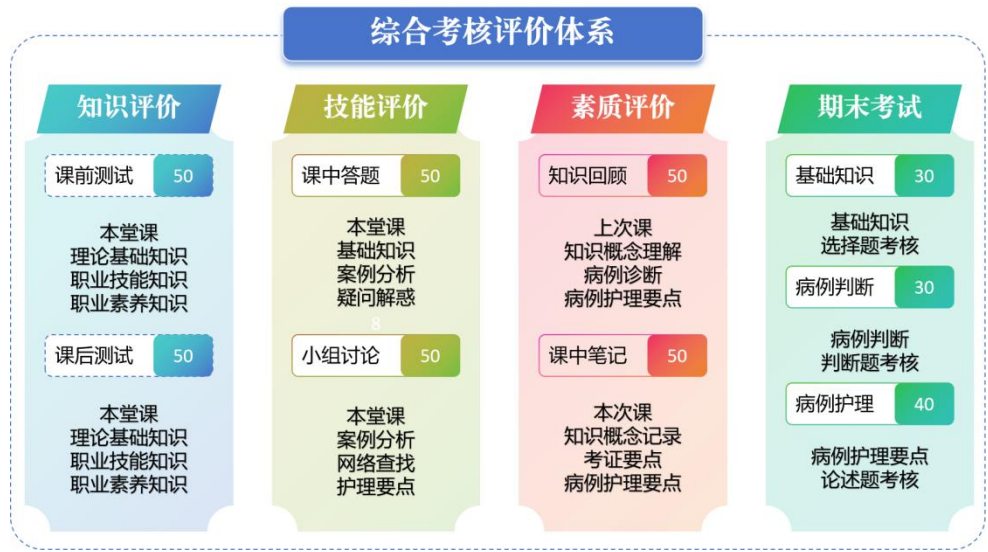 综合考核评价体系
知识评价
课前测试 50
本堂课
理论基础知识
职业技能知识
职业素养知识
课后测试 50
本堂课
理论基础知识
职业技能知识
职业素养知识
技能评价
课中答题 50
本堂课
基础知识
案例分析
疑问解惑
8
小组讨论 50
本堂课
案例分析
网络查找
护理要点
素质评价
知识回顾 50
上次课
知识概念理解
病例诊断
病例护理要点
课中笔记 50
本次课
知识概念记录
考证要点
病例护理要点
期末考试
基础知识 30
基础知识
选择题考核
病例判断 30
病例判断
判断题考核
病例护理 40
病例护理要点
论述题考核